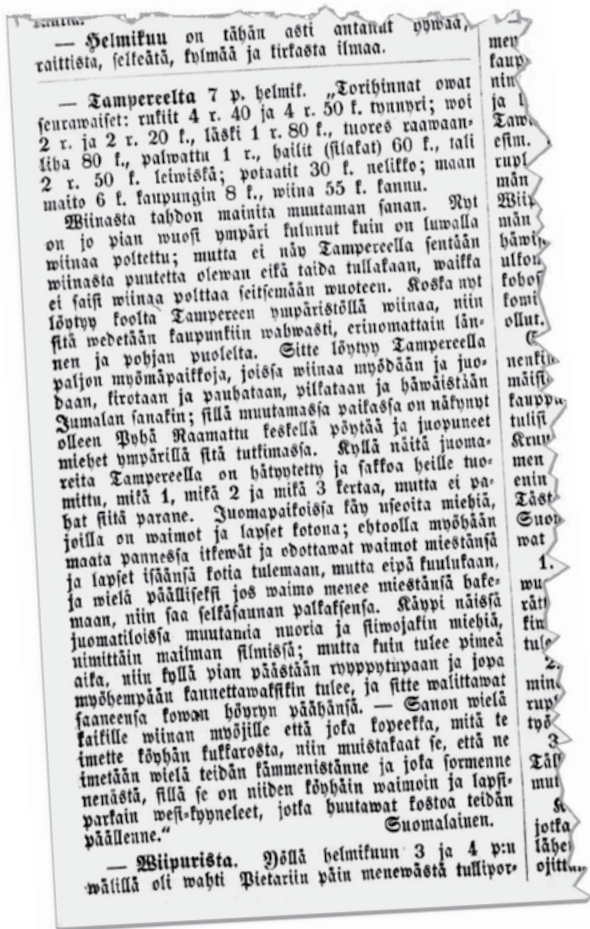 — Helmikuu on tähän asti antanut hywää,
raittista, selkeätä, kylmää ja kirkasta ilmaa.
— Tampereelta 7 p. helmik. „Torihinnat owat
seurawaiset: rukiit 4 r. 40 ja 4 r. 50 k. tynnyri; woi
2 r. ja 2 r. 20 k., läski 1 r. 80 k., tuores raawaan-
liha 80 k., palwattu 1 r., hailit (silakat) 60 k., tali
2 r. 50 k. leiwiskä; potaatit 30 k. nelikko; maan
maito 6 k. kaupungin 8 k., wiina 55 k. kannu.
Wiinasta tahdon mainita muutaman sanan. Nyt
on jo pian wuosi ympäri kulunut kuin on luwalla
wiinaa poltettu; mutta ei näy Tampereella sentään
wiinasta puutetta olewan eikä taida tullakaan, waikka
ei saisi wiinaa polttaa seitsemään wuoteen. Koska nyt
löytyy koolta Tampereen ympäristöllä wiinaa, niin
sitä wedetään kaupunkiin wahwasti, erinomattain län-
nen ja pohjan puolelta. Sitte löytyy Tampereella
paljon myömäpaikkoja, joissa wiinaa myödään ja juo-
daan, kirotaan ja pauhataan, pilkataan ja häwäistään
Jumalan sanakin; sillä muutamassa paikassa on näkynyt
olleen Pyhä Raamattu keskellä pöytää ja juopuneet
miehet ympärillä sitä tutkimassa. Kyllä näitä juoma-
reita Tampereella on hätyytetty ja sakkoa heille tuo-
mittu, mikä 1, mikä 2 ja mikä 3 kertaa, mutta ei pa-
hat siitä parane. Juomapaikoissa käy useoita miehiä,
joilla on waimot ja lapset kotona; ehtoolla myöhään
maata pannessa itkewät ja odottawat waimot miestänsä
ja lapset isäänsä kotia tulemaan, mutta eipä kuulukaan,
ja wielä päälliseksi jos waimo menee miestänsä hake-
maan, niin saa selkäsaunan palkaksensa. Käypi näissä
juomatiloissa muutamia nuoria ja siiwojakin miehiä,
nimittäin mailman silmissä; mutta kuin tulee pimeä
aika, niin kyllä pian päästään ryyppytupaan ja jopa
myöhempään kannettawaksikin tulee, ja sitte walittawat
saaneensa kowan höyryn päähänsä. — Sanon wielä
kaikille wiinan myöjille että joka kopeekka, mitä te
imette köyhän kukkarosta, niin muistakaat se, että ne
imetään wielä teidän kämmenistänne ja joka sormenne
nenästä, sillä se on niiden köyhäin waimoin ja lapsi-
parkain wesi-kyyneleet, jotka huutawat kostoa teidän
päällenne.“ Suomalainen.
— Wiipurista. Yöllä helmikuun 3 ja 4 p:n
wälillä oli wahti Pietariin päin menewästä tullipor-